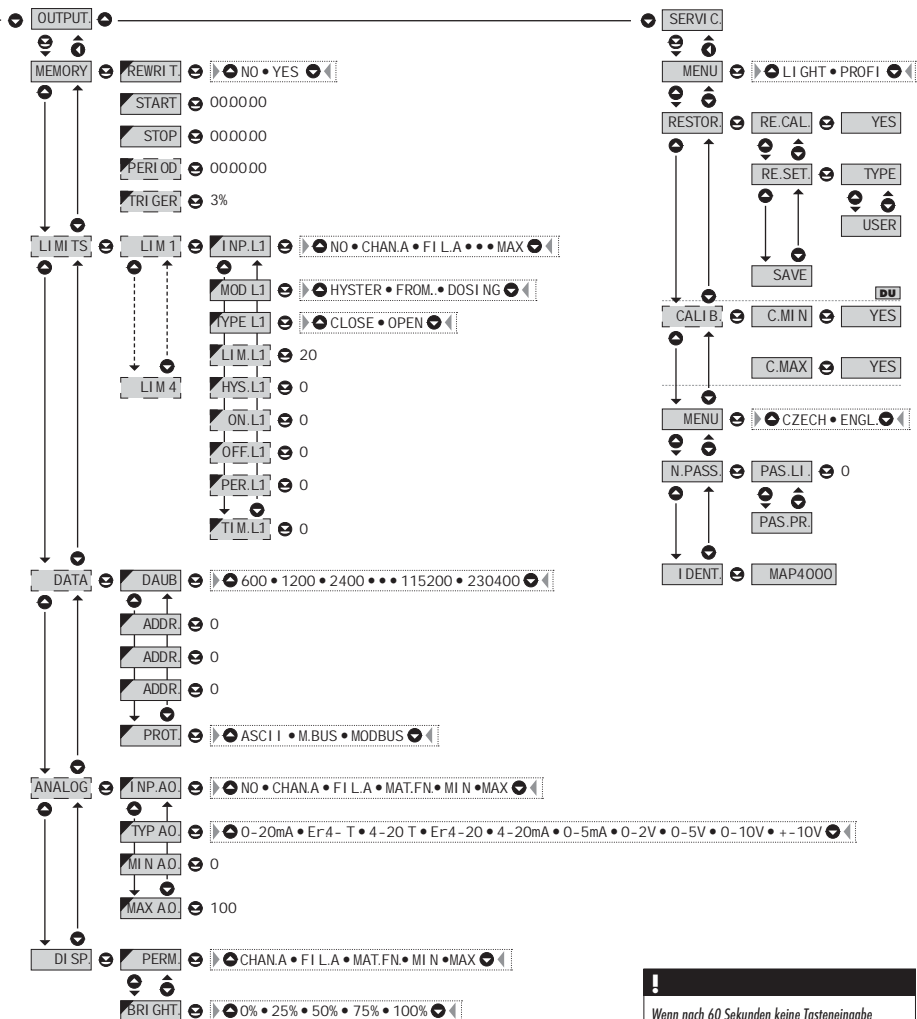 OUTPUT.
MEMORY REWRIT. NO • YES
START 00.00.00
STOP 00.00.00
PERIOD 00.00.00
TRIGER 3%
LIMITS LIM 1 INP.L1 NO • CHAN.A • FIL.A • • • MAX
MOD L1 HYSTER • FROM.. • DOSING
TYPE L1 CLOSE • OPEN
LIM.L1 20
LIM 4 HYS.L1 0
ON.L1 0
OFF.L1 0
PER.L1 0
TIM.L1 0
DATA DAUB 600 • 1200 • 2400 • • • 115200 • 230400
ADDR. 0
ADDR. 0
ADDR. 0
PROT. ASCII • M.BUS • MODBUS
ANALOG INP.AO. NO • CHAN.A • FIL.A • MAT.FN. • MIN • MAX
TYP AO. 0-20mA • Er4-T • 4-20 T • Er4-20 • 4-20mA • 0-5mA • 0-2V • 0-5V • 0-10V • +-10V
MIN A.O. 0
MAX A.O. 100
DISP. PERM. CHAN.A • FIL.A • MAT.FN. • MIN • MAX
BRIGHT. 0% • 25% • 50% • 75% • 100%
SERVIC.
MENU LIGHT • PROFI
RESTOR. RE.CAL. YES
RE.SET. TYPE
USER
SAVE
DU
CALIB. C.MIN YES
C.MAX YES
MENU CZECH • ENGL.
N.PASS. PAS.LI. 0
PAS.PR.
IDENT. MAP4000
!
Wenn nach 60 Sekunden keine Tasteneingabe